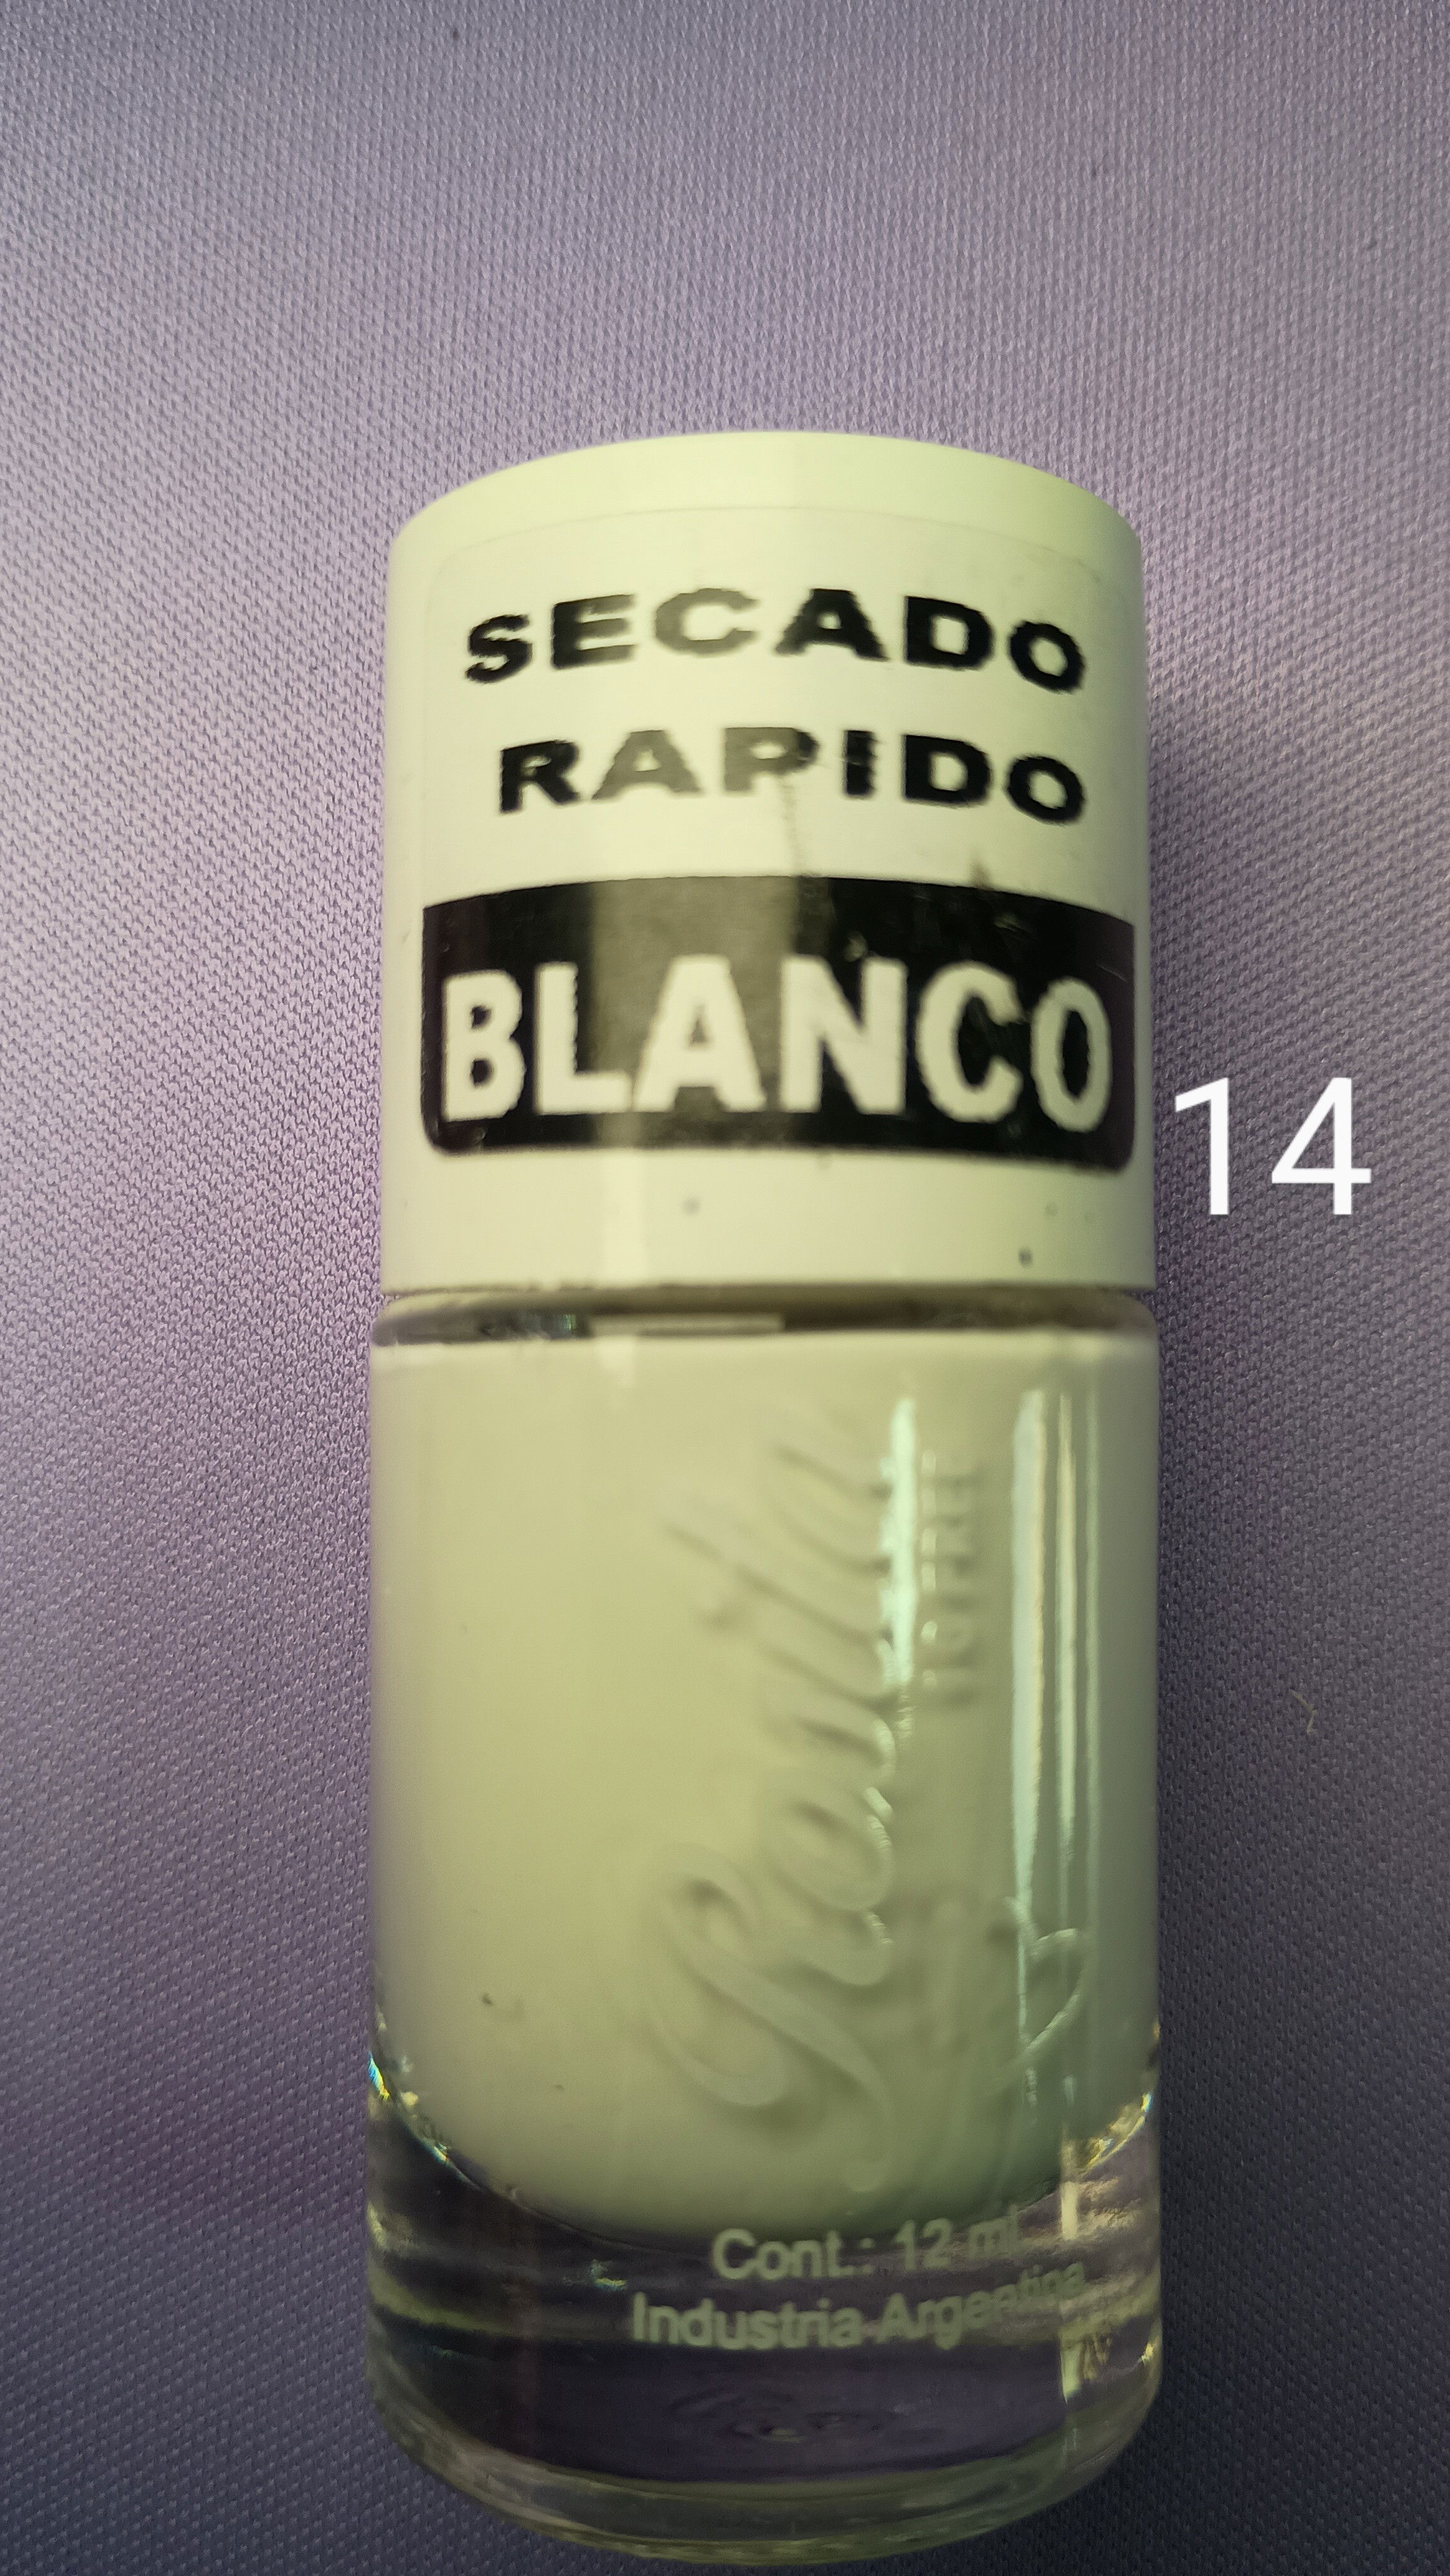 SECADO
RAPIDO
BLANCO
14
Cont.: 12 ml.
Industria Argentina